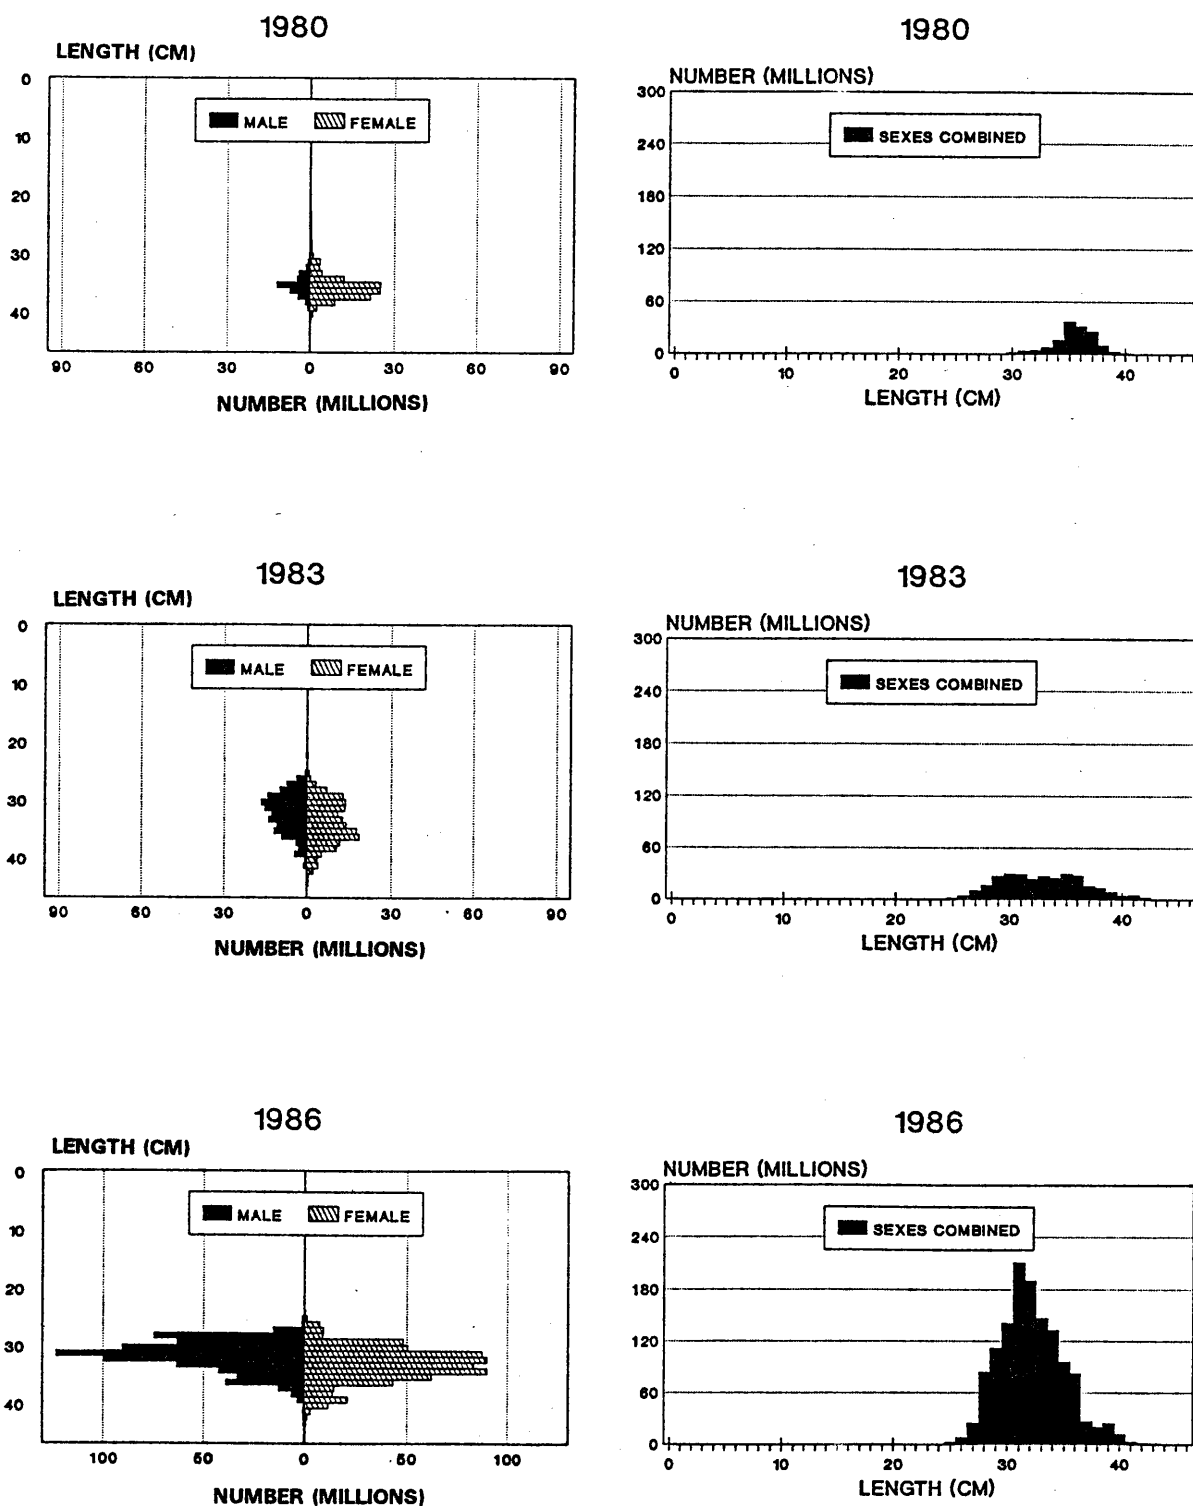 1980
LENGTH (CM)
0
10
20
30
40
MALE FEMALE
90 60 30 0 30 60 90
NUMBER (MILLIONS)
1980
NUMBER (MILLIONS)
300
240
180
120
60
0
SEXES COMBINED
0 10 20 30 40
LENGTH (CM)
1983
LENGTH (CM)
0
10
20
30
40
MALE FEMALE
90 60 30 0 30 60 90
NUMBER (MILLIONS)
1983
NUMBER (MILLIONS)
300
240
180
120
60
0
SEXES COMBINED
0 10 20 30 40
LENGTH (CM)
1986
LENGTH (CM)
0
10
20
30
40
MALE FEMALE
100 50 0 50 100
NUMBER (MILLIONS)
1986
NUMBER (MILLIONS)
300
240
180
120
60
0
SEXES COMBINED
0 10 20 30 40
LENGTH (CM)